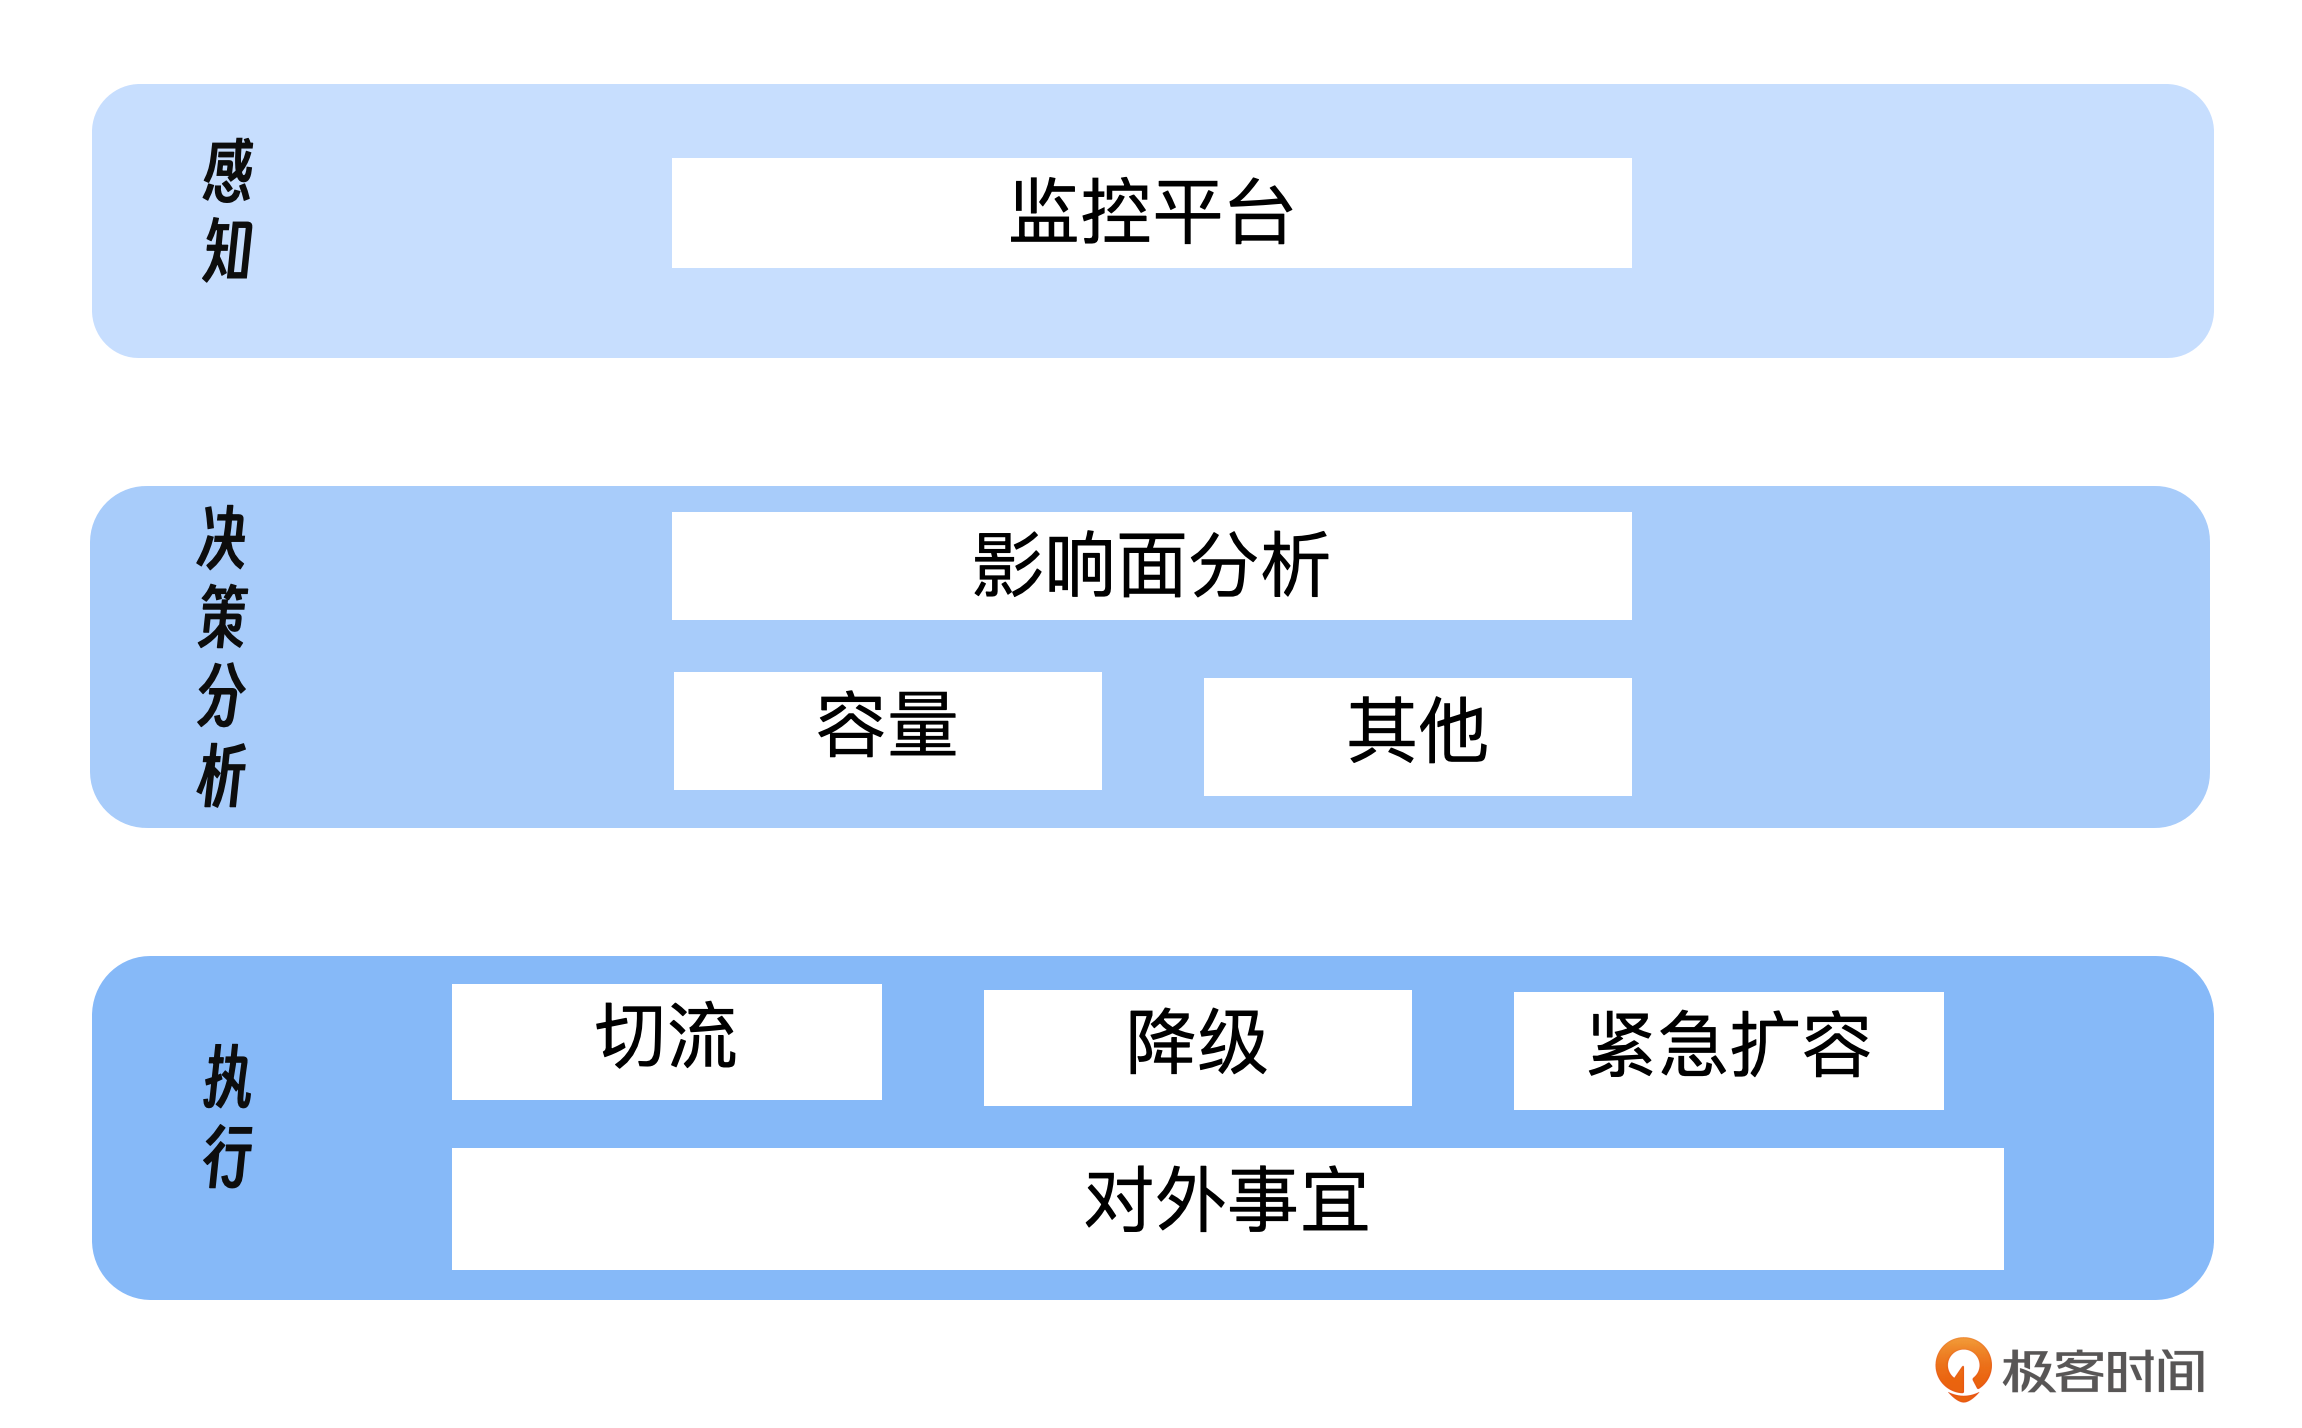 感知
监控平台
决策分析
影响面分析
容量
其他
执行
切流
降级
紧急扩容
对外事宜
极客时间